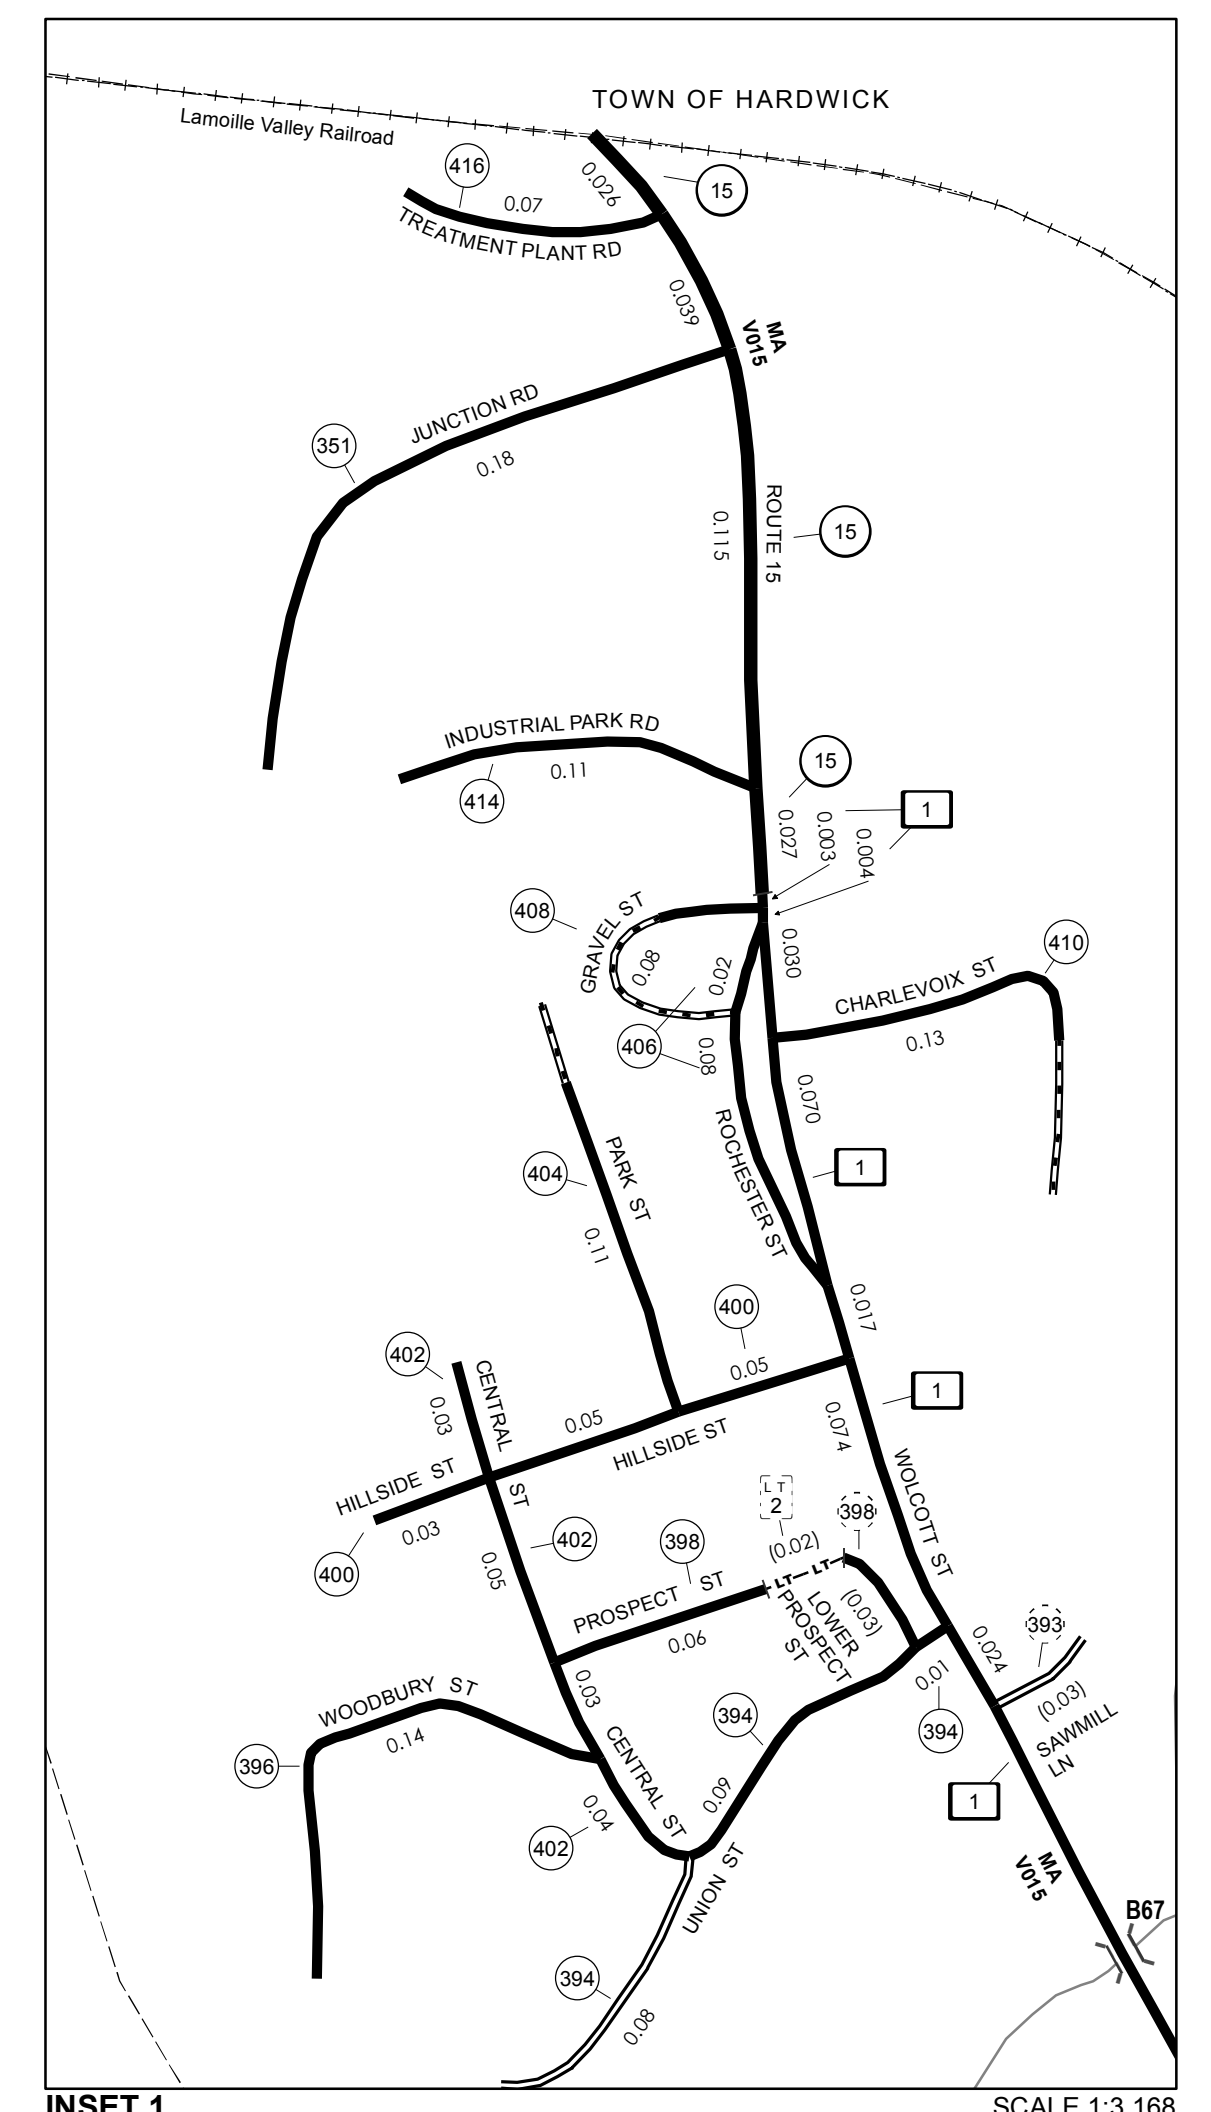 TOWN OF HARDWICK
Lamoille Valley Railroad
416
0.07
0.026
15
TREATMENT PLANT RD
0.039
MA
V015
JUNCTION RD
351
0.18
ROUTE 15
0.115
15
INDUSTRIAL PARK RD
414
0.11
15
1
0.027
0.003
0.004
408
GRAVEL ST
0.08
0.02
0.030
410
CHARLEVOIX ST
0.13
406
0.08
0.070
ROCHESTER ST
404
PARK ST
0.11
1
400
0.05
0.017
402
CENTRAL ST
0.03
0.05
HILLSIDE ST
1
0.074
WOLCOTT ST
HILLSIDE ST
0.03
400
402
0.05
LT
2
(0.02)
398
398
PROSPECT ST
0.06
LT
LT
LOWER
PROSPECT
ST
(0.03)
0.024
393
(0.03)
SAWMILL
LN
0.01
394
WOODBURY ST
0.14
396
0.03
CENTRAL ST
394
0.09
0.04
402
1
UNION ST
MA
V015
B67
394
0.08
INSET 1
SCALE 1:3,168